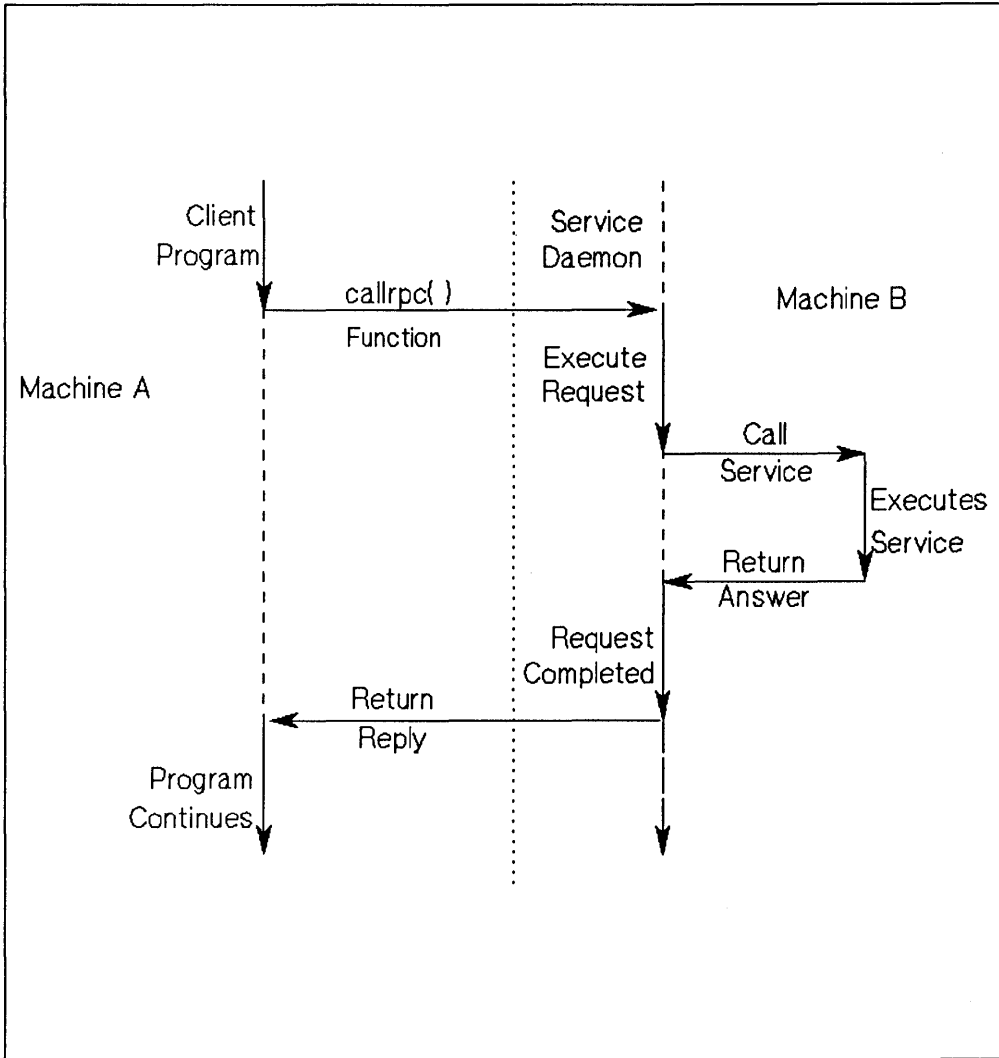 Client
Program
Service
Daemon
callrpc( )
Function
Machine B
Machine A
Execute
Request
Call
Service
Executes
Service
Return
Answer
Request
Completed
Return
Reply
Program
Continues